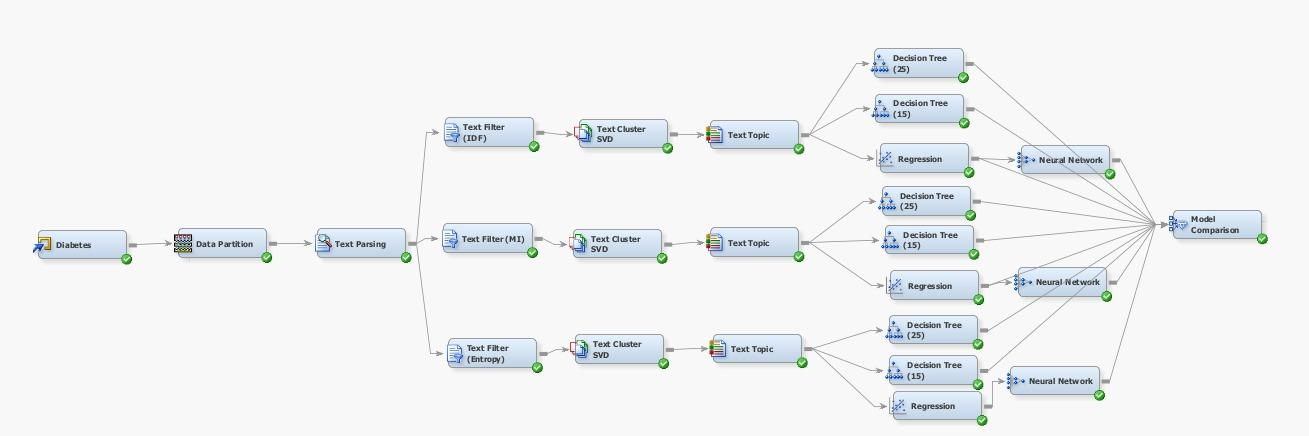 Diabetes
Data Partition
Text Parsing
Text Filter
(IDF)
Text Cluster
SVD
Text Topic
Decision Tree
(25)
Decision Tree
(15)
Regression
Neural Network
Text Filter (MI)
Text Cluster
SVD
Text Topic
Decision Tree
(25)
Decision Tree
(15)
Regression
Neural Network
Text Filter
(Entropy)
Text Cluster
SVD
Text Topic
Decision Tree
(25)
Decision Tree
(15)
Regression
Neural Network
Model
Comparison